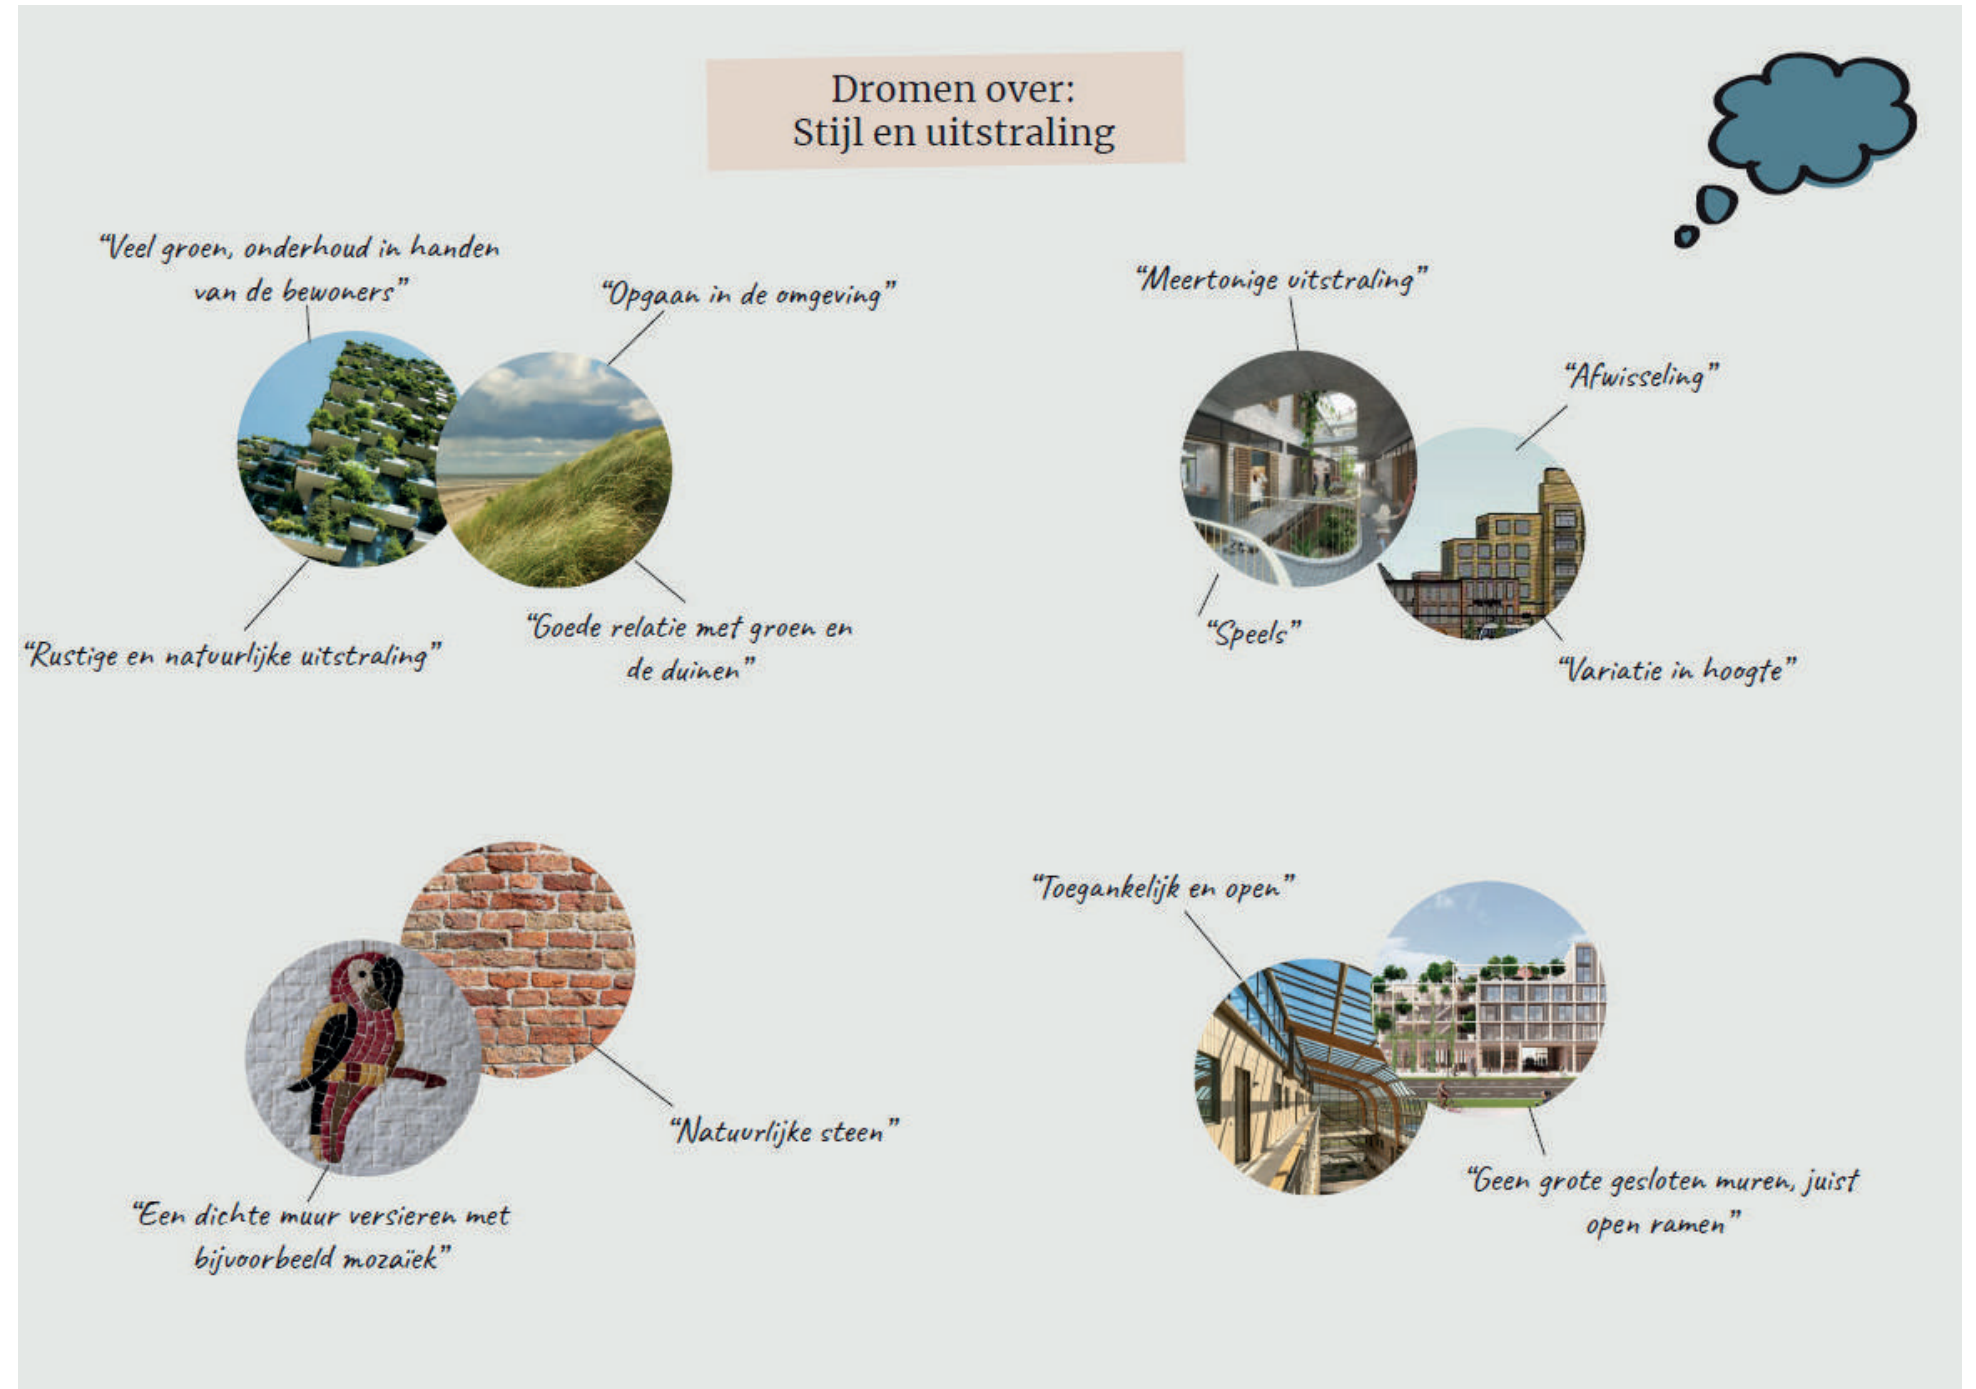 Dromen over:
Stijl en uitstraling
“Veel groen, onderhoud in handen
van de bewoners”
“Opgaan in de omgeving”
“Rustige en natuurlijke uitstraling”
“Goede relatie met groen en
de duinen”
“Meertonige uitstraling”
“Afwisseling”
“Speels”
“Variatie in hoogte”
“Natuurlijke steen”
“Een dichte muur versieren met
bijvoorbeeld mozaïek”
“Toegankelijk en open”
“Geen grote gesloten muren, juist
open ramen”